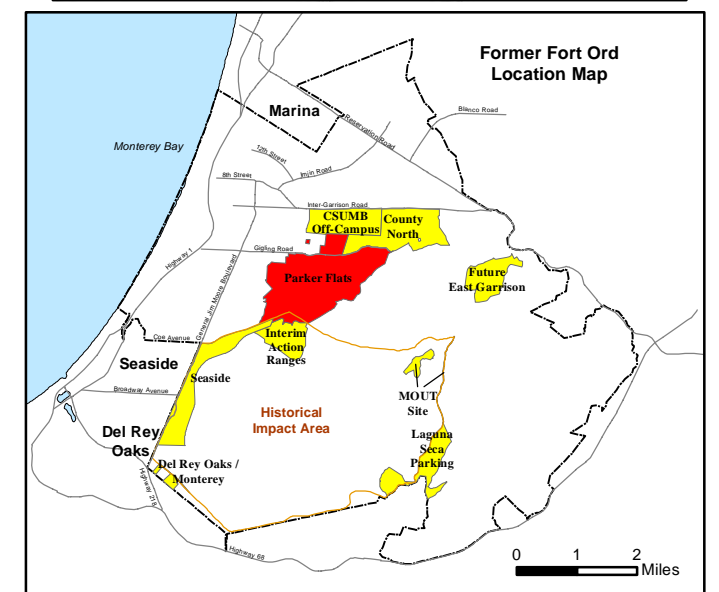 Former Fort Ord
Location Map
Marina
Blanco Road
Reservation Road
Monterey Bay
12th Street
Imjin Road
8th Street
Inter-Garrison Road
CSUMB
Off-Campus
County
North
Gigling Road
Highway 1
General Jim Moore Boulevard
Parker Flats
Future
East Garrison
Coe Avenue
Interim
Action
Ranges
Seaside
Seaside
Broadway Avenue
MOUT
Site
Historical
Impact Area
Del Rey
Oaks
Laguna
Seca
Parking
Del Rey Oaks /
Monterey
Highway 218
Highway 68
0 1 2
Miles